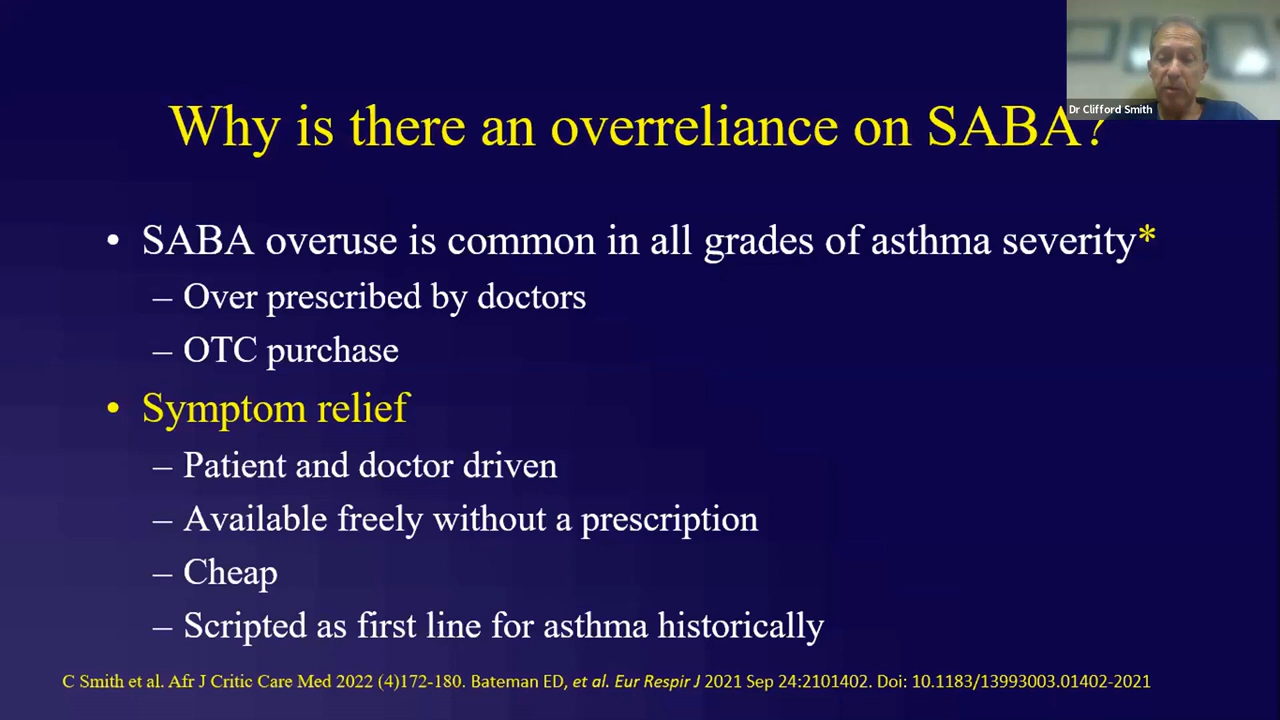 Dr Clifford Smith
Why is there an overreliance on SABA?
• SABA overuse is common in all grades of asthma severity*
– Over prescribed by doctors
– OTC purchase
• Symptom relief
– Patient and doctor driven
– Available freely without a prescription
– Cheap
– Scripted as first line for asthma historically
C Smith et al. Afr J Critic Care Med 2022 (4)172-180. Bateman ED, et al. Eur Respir J 2021 Sep 24:2101402. Doi: 10.1183/13993003.01402-2021